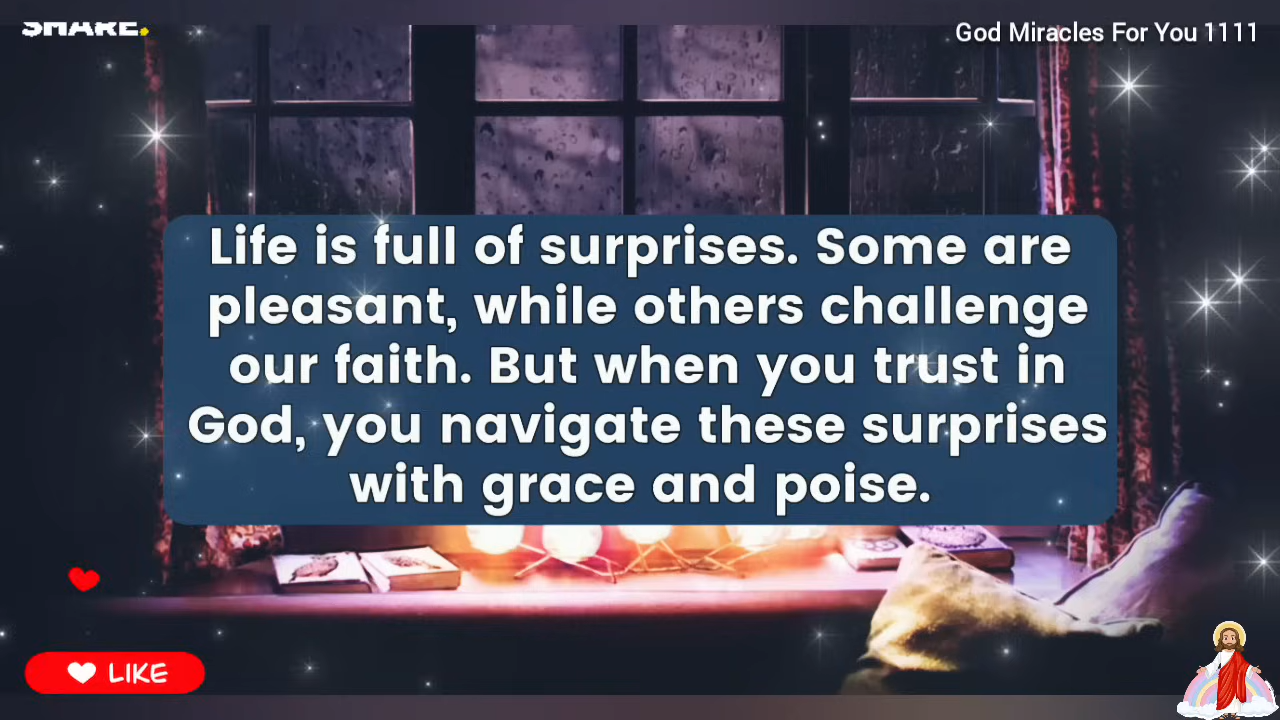 SHARE.
God Miracles For You 1111
Life is full of surprises. Some are
pleasant, while others challenge
our faith. But when you trust in
God, you navigate these surprises
with grace and poise.
LIKE